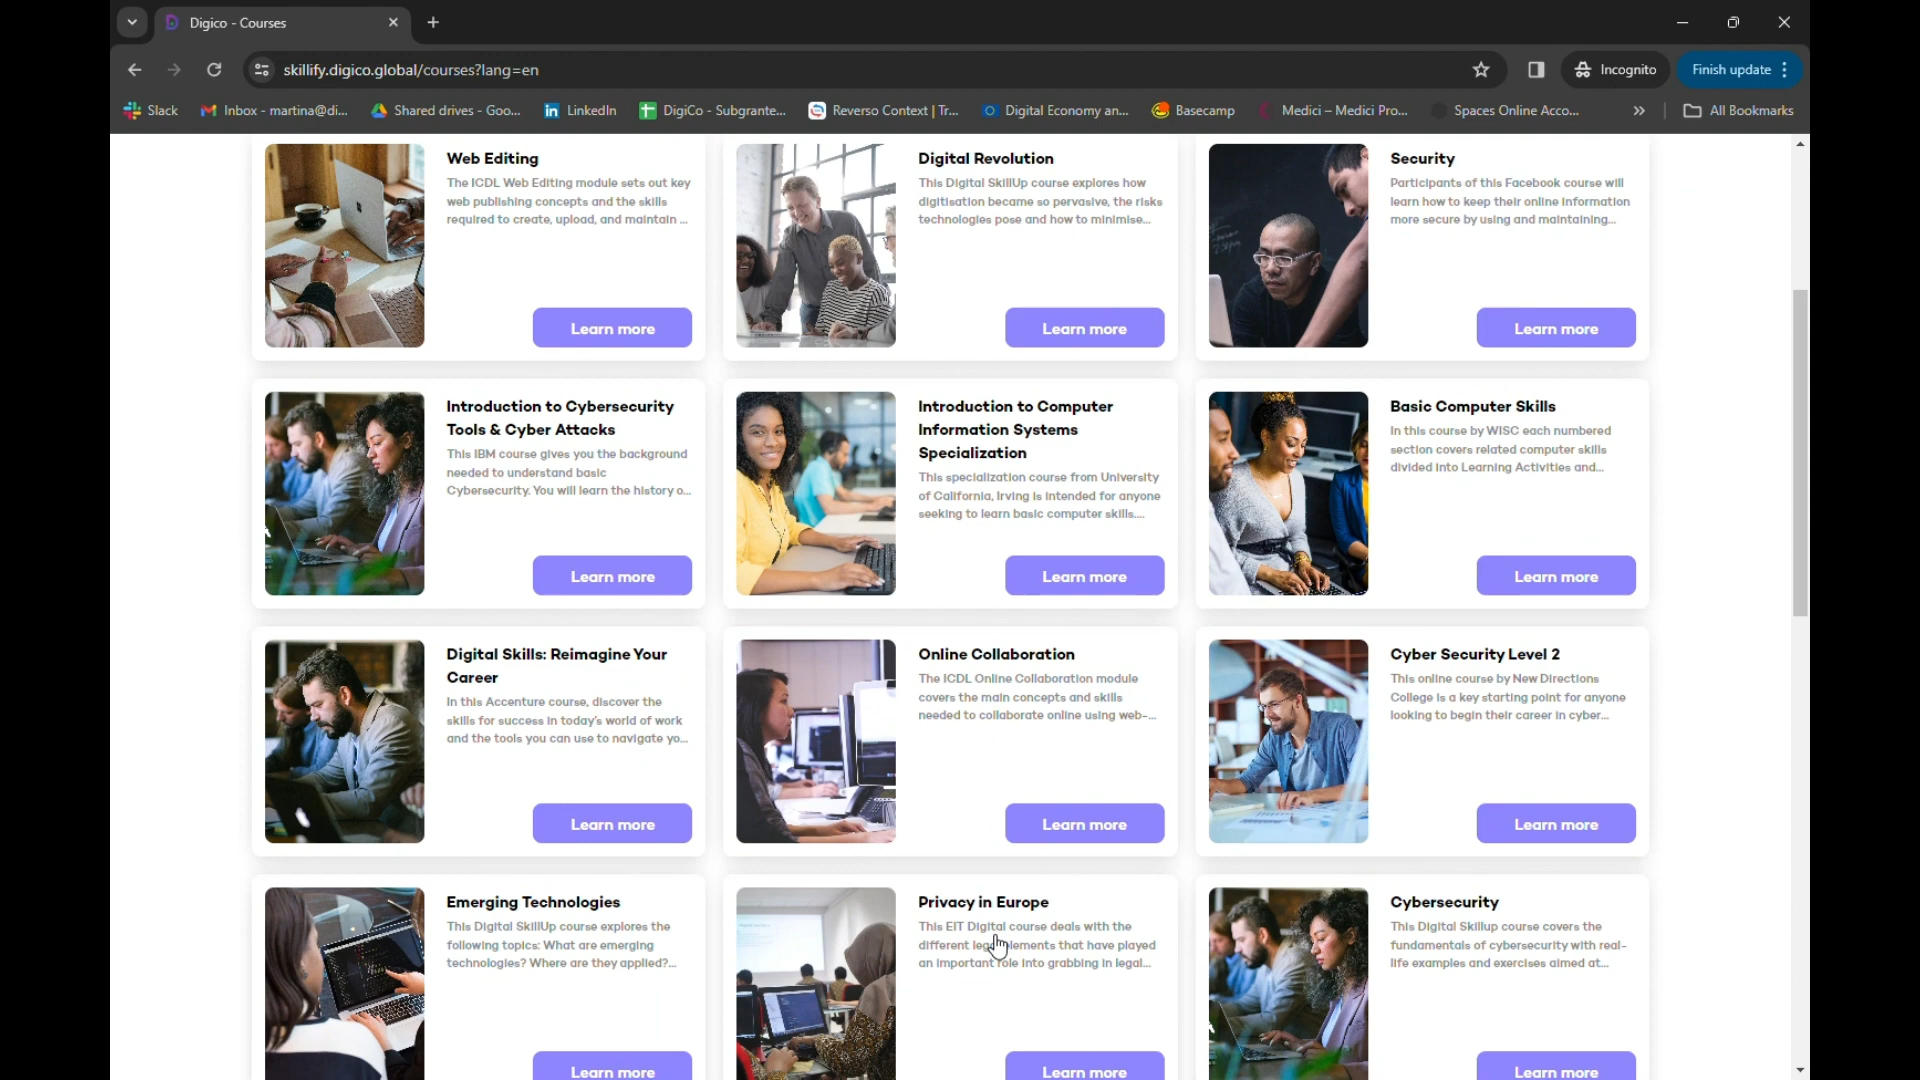 Digico - Courses
skillify.digico.global/courses?lang=en
Incognito
Finish update
Slack
Inbox - martina@di...
Shared drives - Goo...
LinkedIn
DigiCo - Subgrante...
Reverso Context | Tr...
Digital Economy an...
Basecamp
Medici – Medici Pro...
Spaces Online Acco...
All Bookmarks
Web Editing
The ICDL Web Editing module sets out key
web publishing concepts and the skills
required to create, upload, and maintain ...
Learn more
Digital Revolution
This Digital SkillUp course explores how
digitisation became so pervasive, the risks
technologies pose and how to minimise...
Learn more
Security
Participants of this Facebook course will
learn how to keep their online information
more secure by using and maintaining...
Learn more
Introduction to Cybersecurity
Tools & Cyber Attacks
This IBM course gives you the background
needed to understand basic
Cybersecurity. You will learn the history o...
Learn more
Introduction to Computer
Information Systems
Specialization
This specialization course from University
of California, Irving is intended for anyone
seeking to learn basic computer skills....
Learn more
Basic Computer Skills
In this course by WISC each numbered
section covers related computer skills
divided into Learning Activities and...
Learn more
Digital Skills: Reimagine Your
Career
In this Accenture course, discover the
skills for success in today's world of work
and the tools you can use to navigate yo...
Learn more
Online Collaboration
The ICDL Online Collaboration module
covers the main concepts and skills
needed to collaborate online using web-...
Learn more
Cyber Security Level 2
This online course by New Directions
College is a key starting point for anyone
looking to begin their career in cyber...
Learn more
Emerging Technologies
This Digital SkillUp course explores the
following topics: What are emerging
technologies? Where are they applied?...
Learn more
Privacy in Europe
This EIT Digital course deals with the
different legal elements that have played
an important role into grabbing in legal...
Learn more
Cybersecurity
This Digital Skillup course covers the
fundamentals of cybersecurity with real-
life examples and exercises aimed at...
Learn more